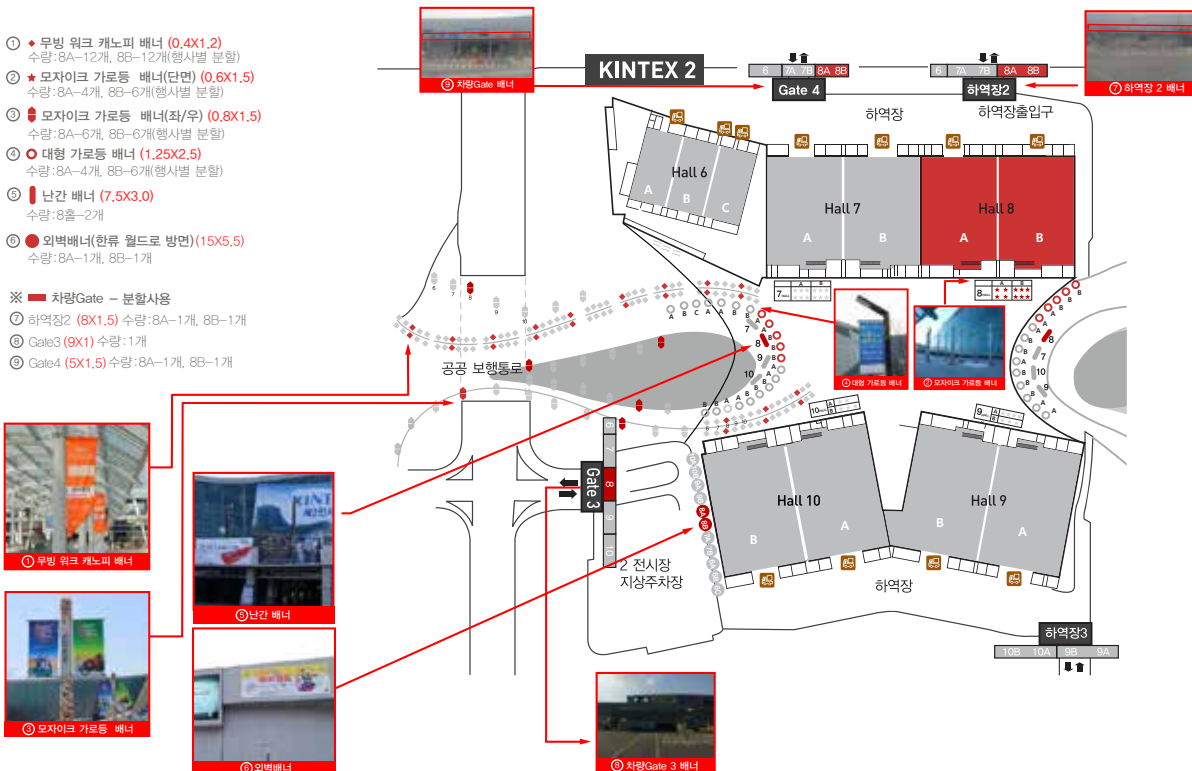 ① ◆ 무빙 워크 캐노피 배너 (0.4X1.2)
수량:8A-12개, 8B-12개(행사별 분할)
② ★ 모자이크 가로등 배너(단면) (0.6X1.5)
수량:8A-4개, 8B-6개(행사별 분할)
③ 모자이크 가로등 배너(좌/우) (0.8X1.5)
수량:8A-6개, 8B-6개(행사별 분할)
④ 대형 가로등 배너 (1.25X2.5)
수량:8A-4개, 8B-6개(행사별 분할)
⑤ 난간 배너 (7.5X3.0)
수량:8홀-2개
⑥ 외벽배너(한류 월드로 방면)(15X5.5)
수량:8A-1개, 8B-1개
※ 차량Gate - 분할사용
⑦ 하역장2 (8X1.5) 수량:8A-1개, 8B-1개
⑧ Gate3 (9X1) 수량:1개
⑨ Gate4 (5X1.5) 수량:8A-1개, 8B-1개
⑨ 차량Gate 배너
KINTEX 2
6 7A 7B 8A 8B
Gate 4
6 7A 7B 8A 8B
하역장2
⑦ 하역장 2 배너
하역장
하역장출입구
Hall 6
A B C
Hall 7
A B
Hall 8
A B
7HALL A B
8HALL A B
④ 대형 가로등 배너
② 모자이크 가로등 배너
공공 보행통로
10HALL A B
9HALL A B
Gate 3
6
7
8
9
10
Hall 10
B A
Hall 9
B A
8A
8B
2 전시장
지상주차장
하역장
하역장3
10B 10A 9B 9A
① 무빙 워크 캐노피 배너
KINT
⑤난간 배너
③ 모자이크 가로등 배너
⑥외벽배너
⑧ 차량Gate 3 배너